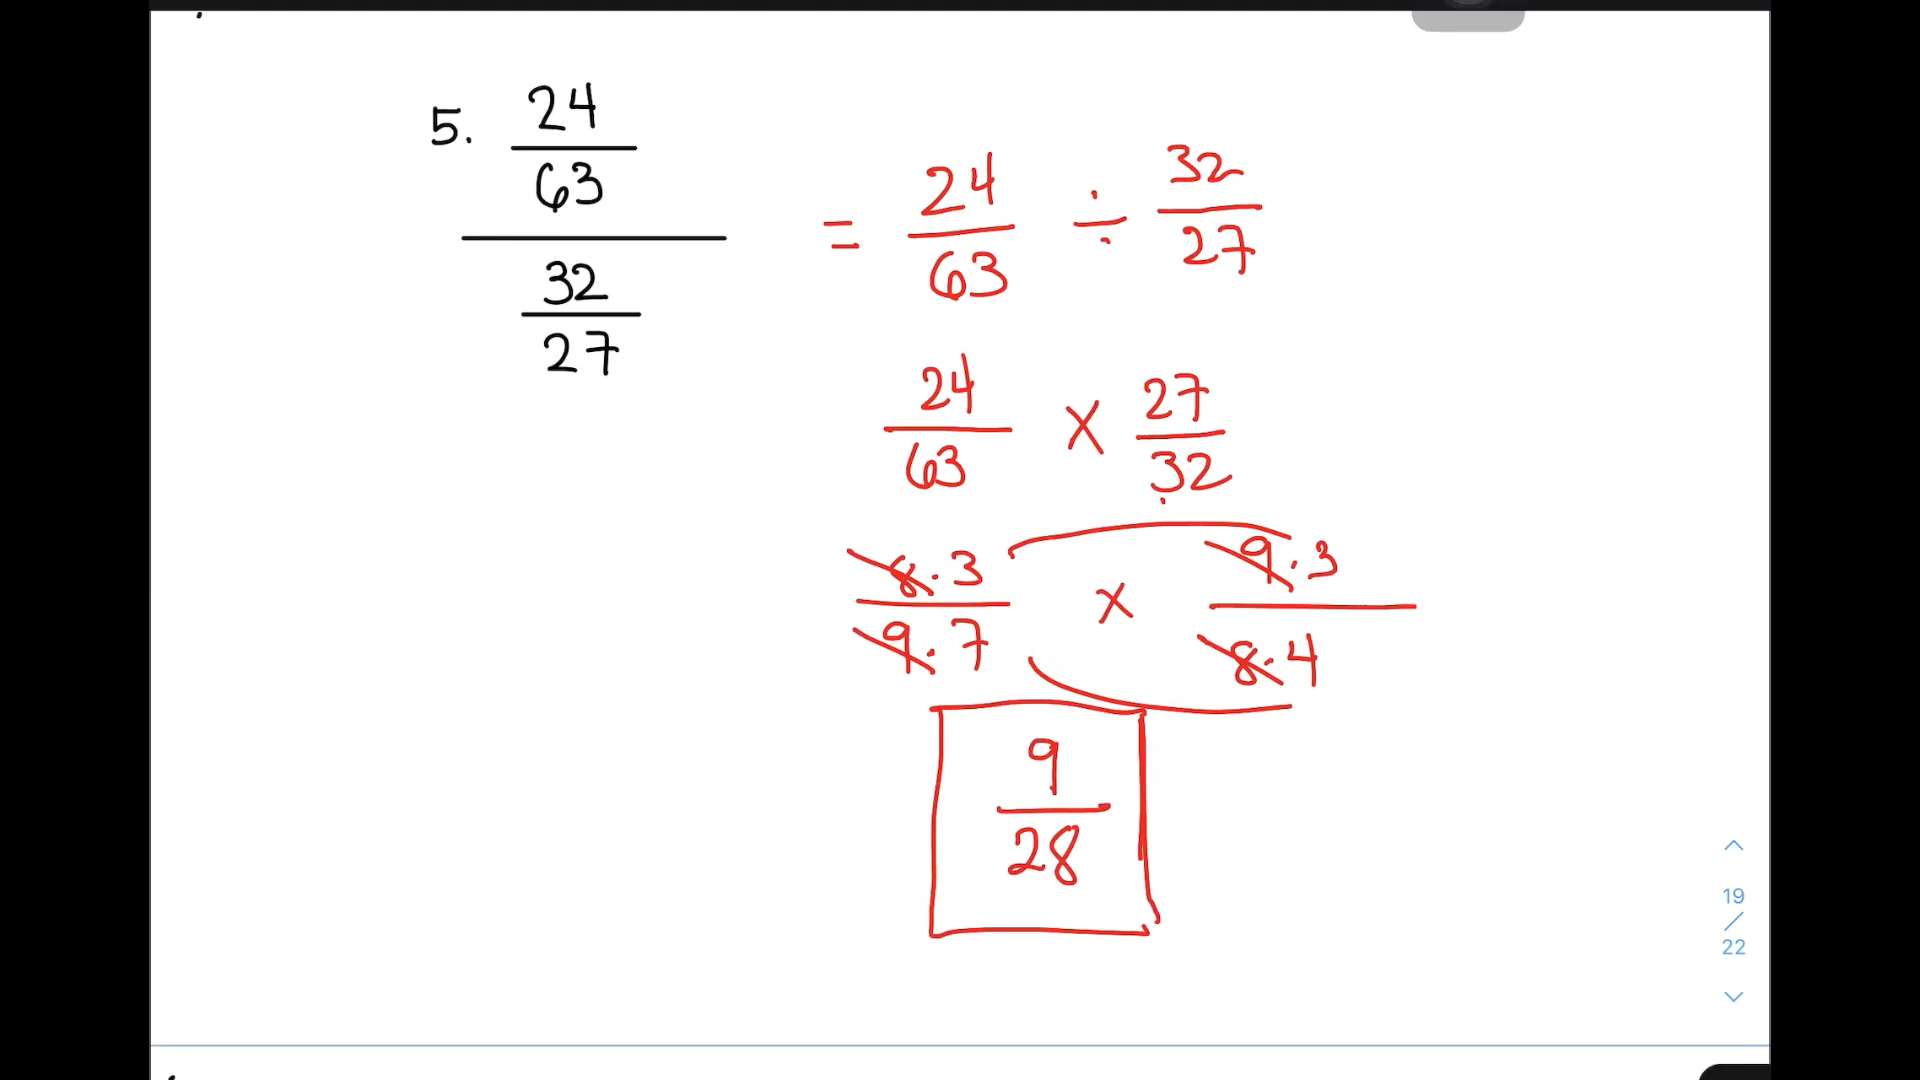 5. 24/63 / 32/27
= 24/63 ÷ 32/27
24/63 × 27/32
8·3/9·7 × 9·3/8·4
9/28
19
/
22